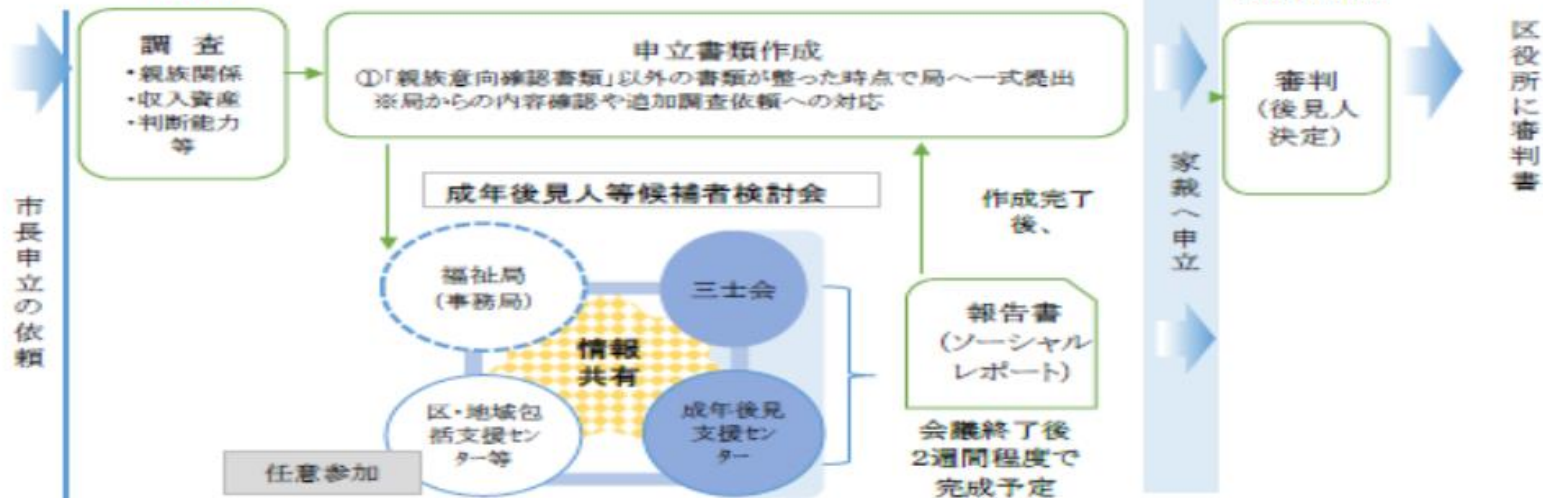 市長申立の依頼
調 査
・親族関係
・収入資産
・判断能力
等
申立書類作成
①「親族意向確認書類」以外の書類が整った時点で局へ一式提出
※局からの内容確認や追加調査依頼への対応
成年後見人等候補者検討会
福祉局
(事務局)
三士会
情報
共有
区・地域包
括支援セン
ター等
成年後見
支援セン
ター
任意参加
作成完了
後、
報告書
(ソーシャル
レポート)
会議終了後
2週間程度で
完成予定
家裁へ申立
審判
(後見人
決定)
区役所に審判書